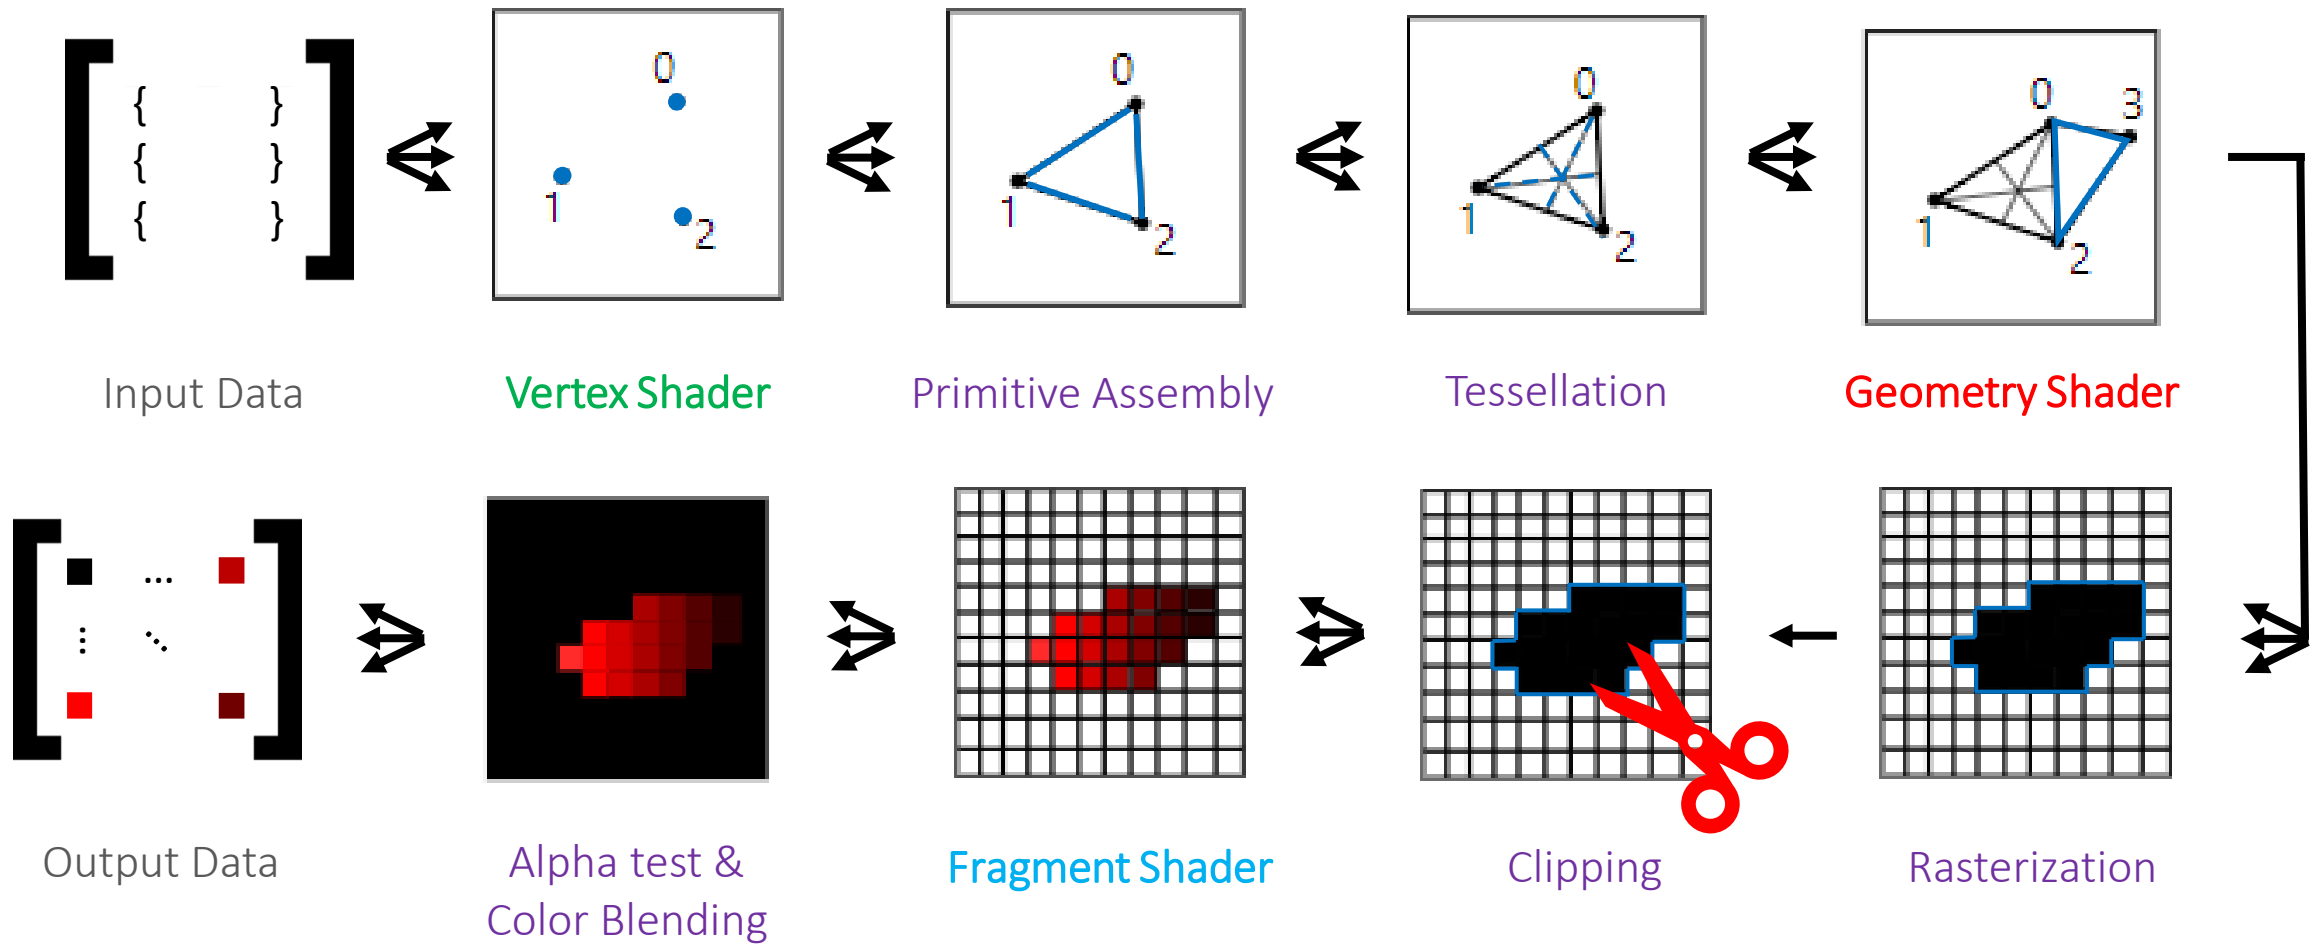 { }
{ }
{ }
0
1
2
0
1
2
0
1
2
0
3
1
2
Input Data
Vertex Shader
Primitive Assembly
Tessellation
Geometry Shader
...
Output Data
Alpha test &
Color Blending
Fragment Shader
Clipping
Rasterization